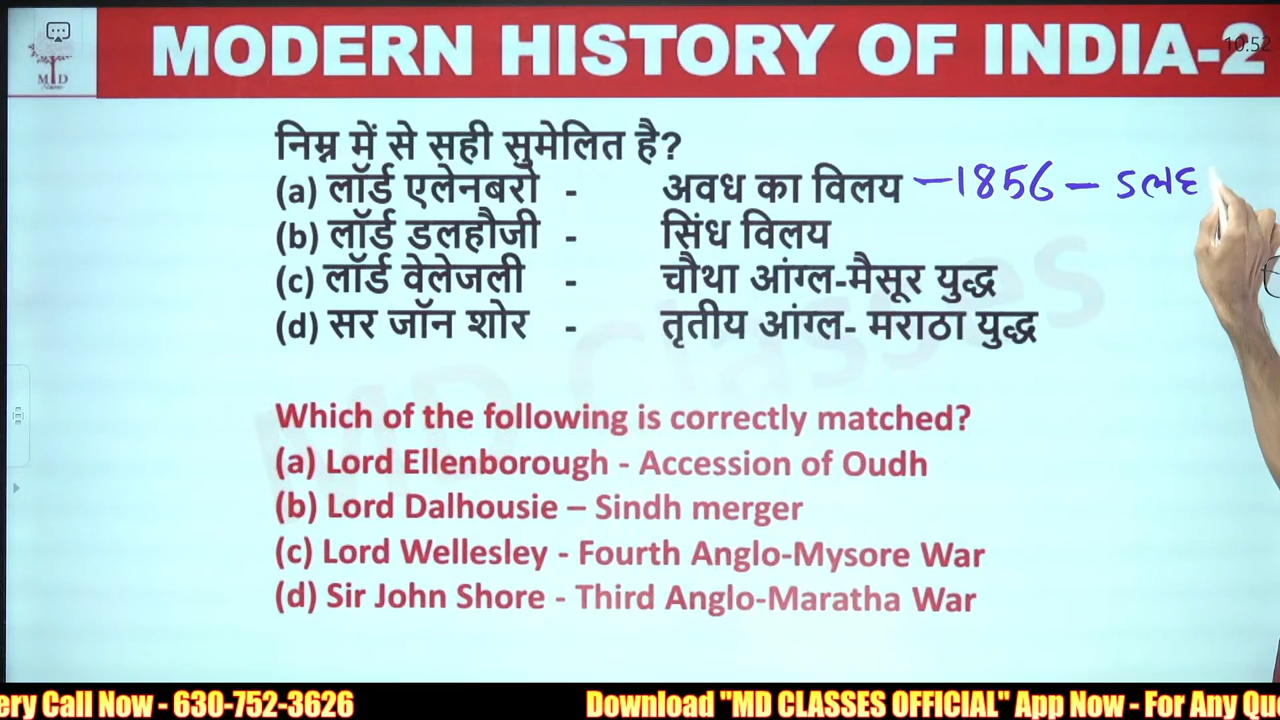 MODERN HISTORY OF INDIA-2
10:52
MD
निम्न में से सही सुमेलित है?
(a) लॉर्ड एलेनबरो - अवध का विलय – 1856 –
(b) लॉर्ड डलहौजी - सिंध विलय
(c) लॉर्ड वेलेजली - चौथा आंग्ल-मैसूर युद्ध
(d) सर जॉन शोर - तृतीय आंग्ल- मराठा युद्ध
MD Classes
Which of the following is correctly matched?
(a) Lord Ellenborough - Accession of Oudh
(b) Lord Dalhousie – Sindh merger
(c) Lord Wellesley - Fourth Anglo-Mysore War
(d) Sir John Shore - Third Anglo-Maratha War
ery Call Now - 630-752-3626 Download "MD CLASSES OFFICIAL" App Now - For Any Qu